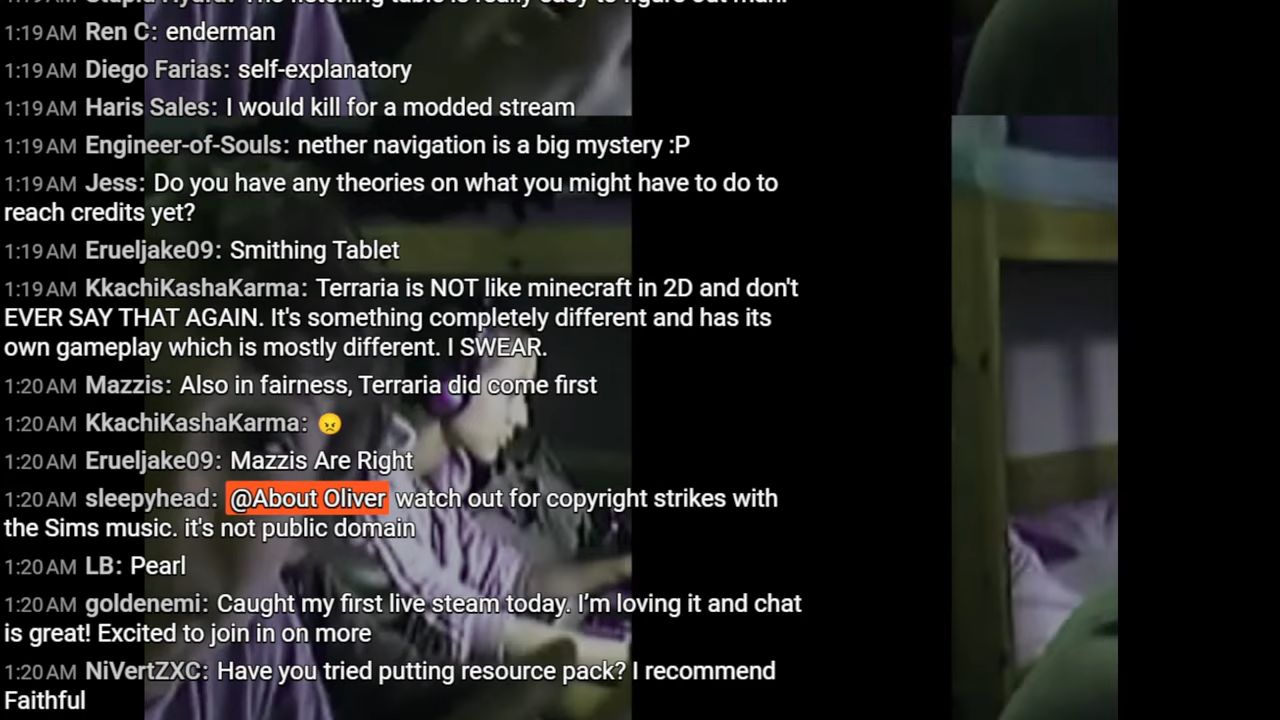 1:19 AM Ren C: enderman
1:19 AM Diego Farias: self-explanatory
1:19 AM Haris Sales: I would kill for a modded stream
1:19 AM Engineer-of-Souls: nether navigation is a big mystery :P
1:19 AM Jess: Do you have any theories on what you might have to do to
reach credits yet?
1:19 AM Erueljake09: Smithing Tablet
1:19 AM KkachiKashaKarma: Terraria is NOT like minecraft in 2D and don't
EVER SAY THAT AGAIN. It's something completely different and has its
own gameplay which is mostly different. I SWEAR.
1:20 AM Mazzis: Also in fairness, Terraria did come first
1:20 AM KkachiKashaKarma: 😠
1:20 AM Erueljake09: Mazzis Are Right
1:20 AM sleepyhead: @About Oliver watch out for copyright strikes with
the Sims music. it's not public domain
1:20 AM LB: Pearl
1:20 AM goldenemi: Caught my first live steam today. I’m loving it and chat
is great! Excited to join in on more
1:20 AM NiVertZXC: Have you tried putting resource pack? I recommend
Faithful